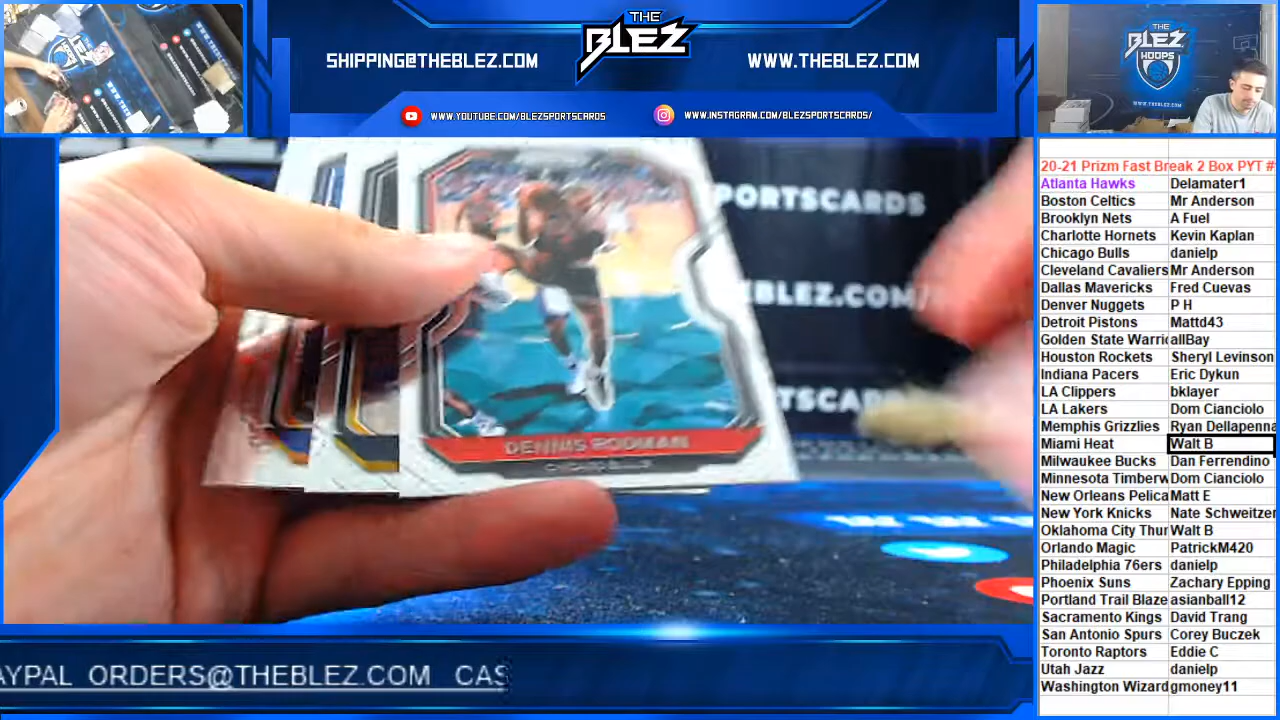 THE
BLEZ
SHIPPING@THEBLEZ.COM
WWW.THEBLEZ.COM
WWW.YOUTUBE.COM/BLEZSPORTSCARDS
WWW.INSTAGRAM.COM/BLEZSPORTSCARDS/
THE
BLEZ
HOOPS
PORTSCARDS
BLEZ.COM/
PORTSCA
DENNIS RODMAN
20-21 Prizm Fast Break 2 Box PYT #
Atlanta Hawks Delamater1
Boston Celtics Mr Anderson
Brooklyn Nets A Fuel
Charlotte Hornets Kevin Kaplan
Chicago Bulls danielp
Cleveland Cavaliers Mr Anderson
Dallas Mavericks Fred Cuevas
Denver Nuggets P H
Detroit Pistons Mattd43
Golden State Warric allBay
Houston Rockets Sheryl Levinson
Indiana Pacers Eric Dykun
LA Clippers bklayer
LA Lakers Dom Cianciolo
Memphis Grizzlies Ryan Dellapenna
Miami Heat Walt B
Milwaukee Bucks Dan Ferrendino
Minnesota Timberw Dom Cianciolo
New Orleans Pelica Matt E
New York Knicks Nate Schweitzer
Oklahoma City Thur Walt B
Orlando Magic PatrickM420
Philadelphia 76ers danielp
Phoenix Suns Zachary Epping
Portland Trail Blaze asianball12
Sacramento Kings David Trang
San Antonio Spurs Corey Buczek
Toronto Raptors Eddie C
Utah Jazz danielp
Washington Wizard gmoney11
AYPAL ORDERS@THEBLEZ.COM CAS